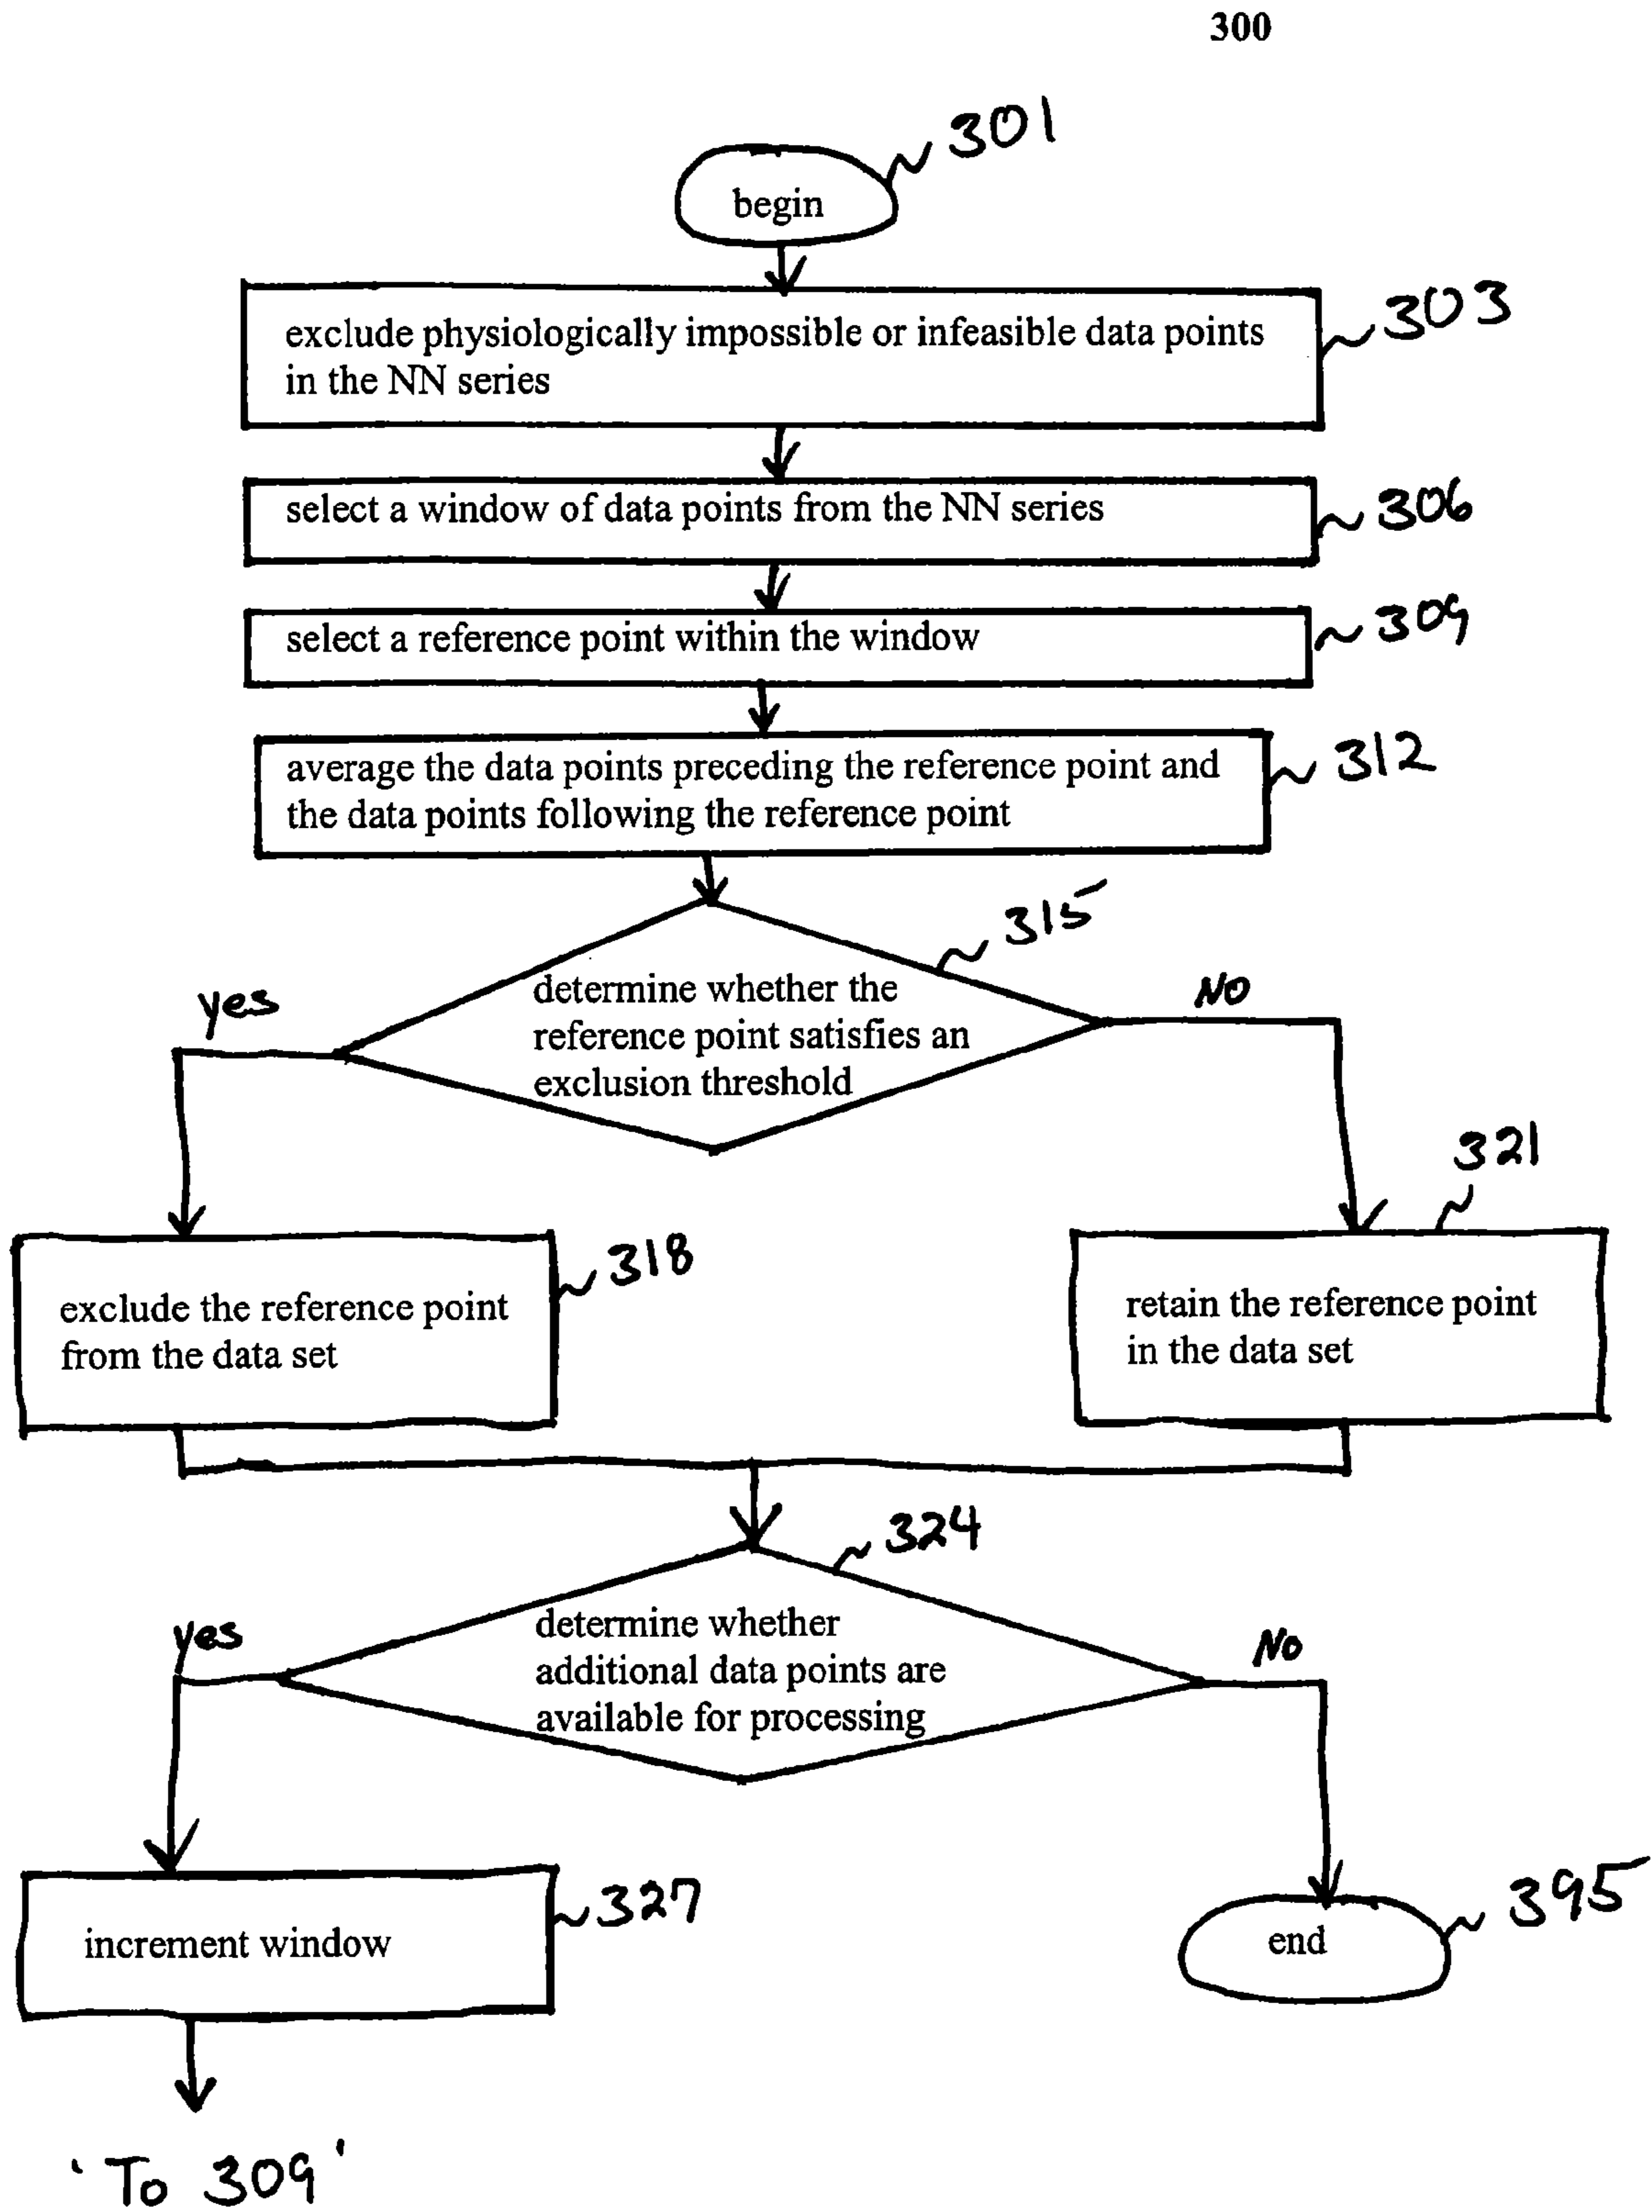 300
301
begin
303
exclude physiologically impossible or infeasible data points
in the NN series
306
select a window of data points from the NN series
309
select a reference point within the window
312
average the data points preceding the reference point and
the data points following the reference point
315
determine whether the
reference point satisfies an
exclusion threshold
yes
NO
318
exclude the reference point
from the data set
321
retain the reference point
in the data set
324
determine whether
additional data points are
available for processing
yes
No
327
increment window
395
end
'To 309'